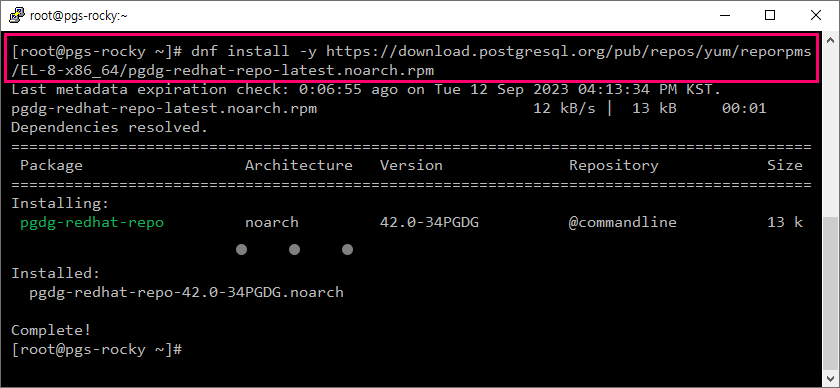 root@pgs-rocky:~
[root@pgs-rocky ~]# dnf install -y https://download.postgresql.org/pub/repos/yum/reporpms
/EL-8-x86_64/pgdg-redhat-repo-latest.noarch.rpm
Last metadata expiration check: 0:06:55 ago on Tue 12 Sep 2023 04:13:34 PM KST.
pgdg-redhat-repo-latest.noarch.rpm                        12 kB/s |  13 kB     00:01
Dependencies resolved.
=========================================================================================
 Package                  Architecture   Version              Repository            Size
=========================================================================================
Installing:
 pgdg-redhat-repo         noarch         42.0-34PGDG          @commandline          13 k
● ● ●
Installed:
  pgdg-redhat-repo-42.0-34PGDG.noarch
Complete!
[root@pgs-rocky ~]#